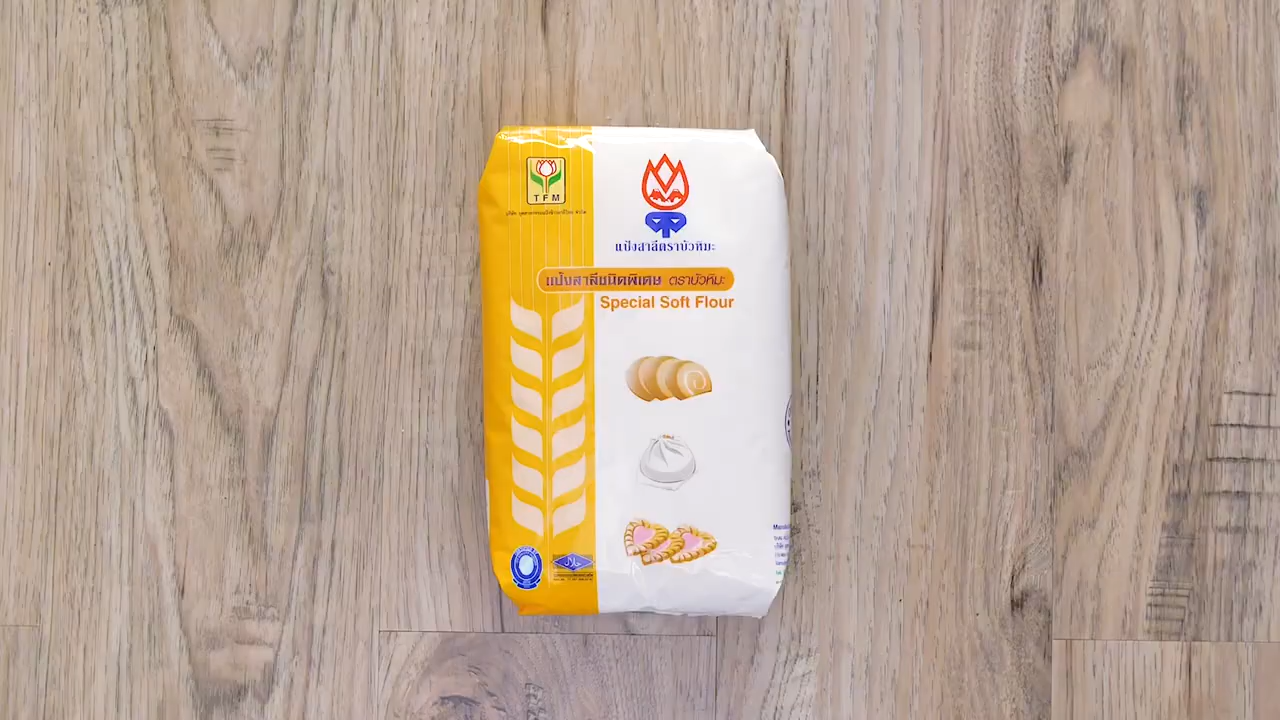 TFM
แป้งสาลีตราบัวหิมะ
แป้งสาลีชนิดพิเศษ ตราบัวหิมะ
Special Soft Flour